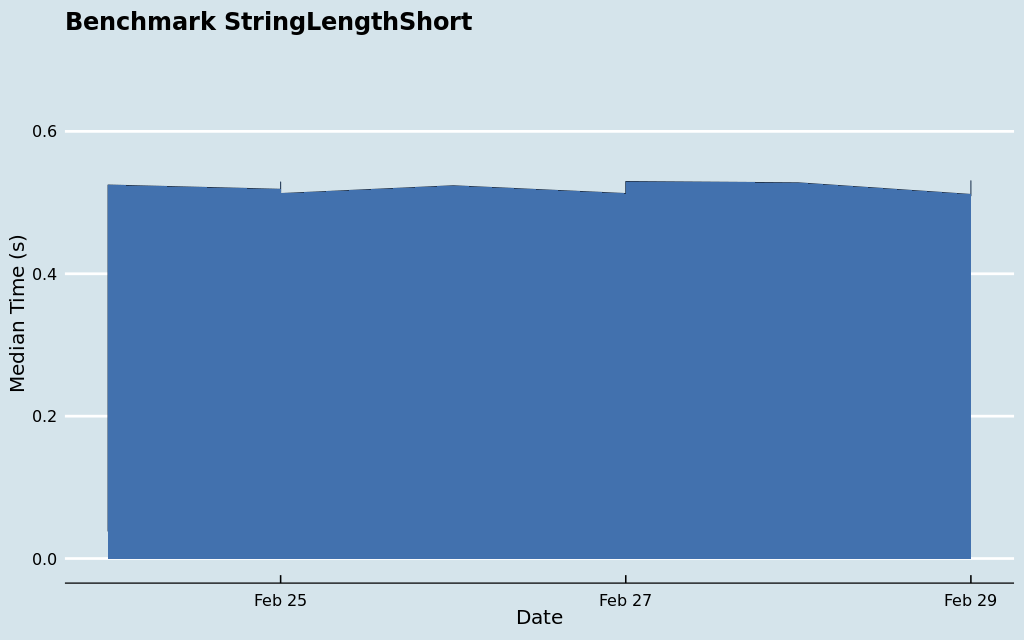 Benchmark StringLengthShort
0.6
0.4
0.2
0.0
Median Time (s)
Feb 25
Feb 27
Feb 29
Date